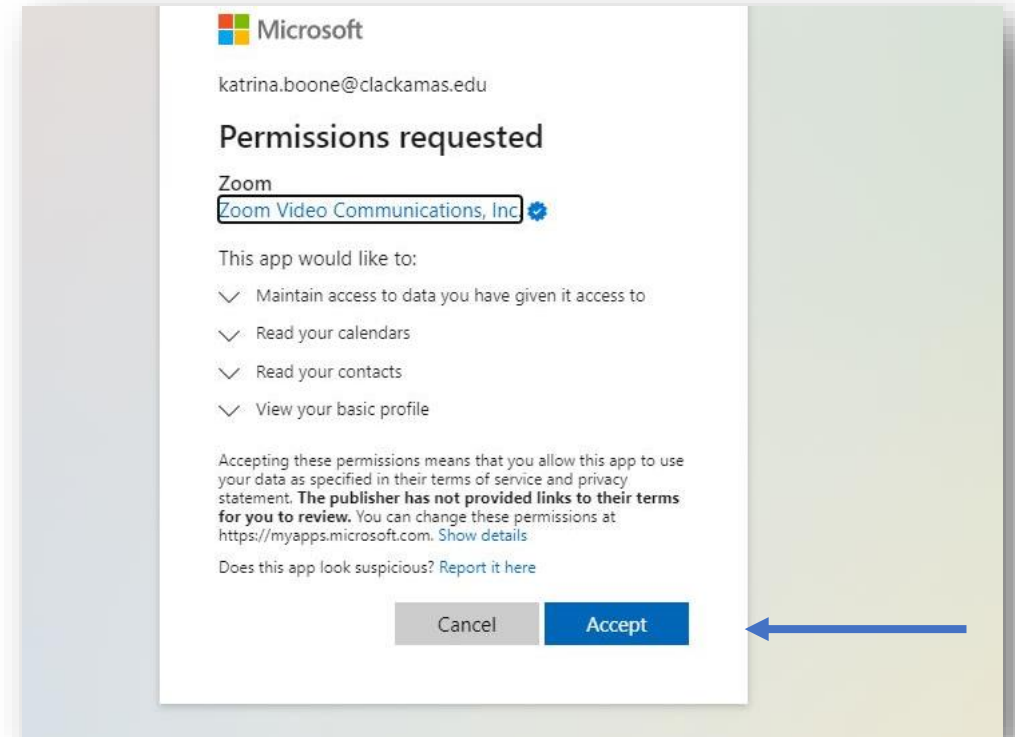 Microsoft
katrina.boone@clackamas.edu
Permissions requested
Zoom
Zoom Video Communications, Inc.
This app would like to:
Maintain access to data you have given it access to
Read your calendars
Read your contacts
View your basic profile
Accepting these permissions means that you allow this app to use
your data as specified in their terms of service and privacy
statement. The publisher has not provided links to their terms
for you to review. You can change these permissions at
https://myapps.microsoft.com. Show details
Does this app look suspicious? Report it here
Cancel Accept